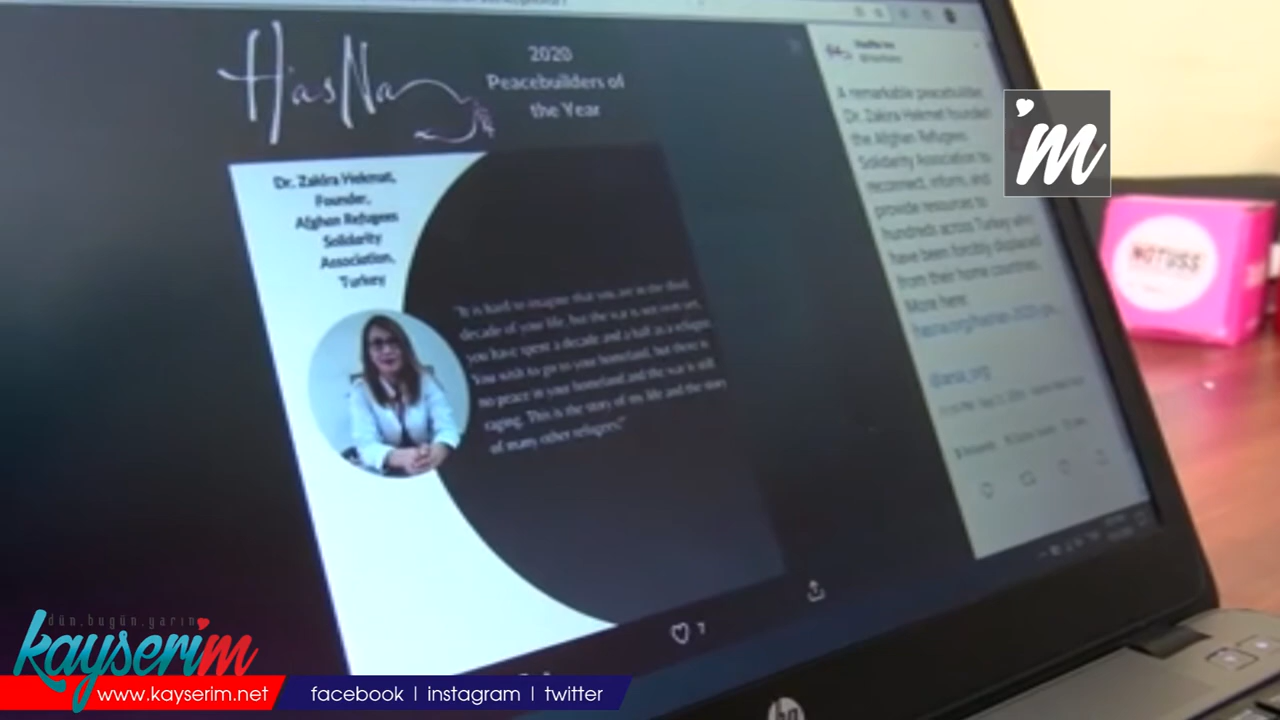 HasNa
2020
Peacebuilders of
the Year
Dr. Zakira Hekmat,
Founder,
Afghan Refugees
Solidarity
Association,
Turkey
"It is hard to imagine that you are in the third
decade of your life, but the war is not over yet,
you have spent a decade and a half as a refugee
You wish to go to your homeland, but there is
no peace in your homeland and the war is still
raging. This is the story of my life and the story
of many other refugees."
A remarkable peacebuilder,
Dr. Zakira Hekmat founded
the Afghan Refugees
Solidarity Association to
reconnect, inform, and
provide resources to
hundreds across Turkey who
have been forcibly displaced
from their home countries.
More here:
7
'm
NOTUSS
hp
dün.bugün.yarın
kayserim
www.kayserim.net
facebook | instagram | twitter